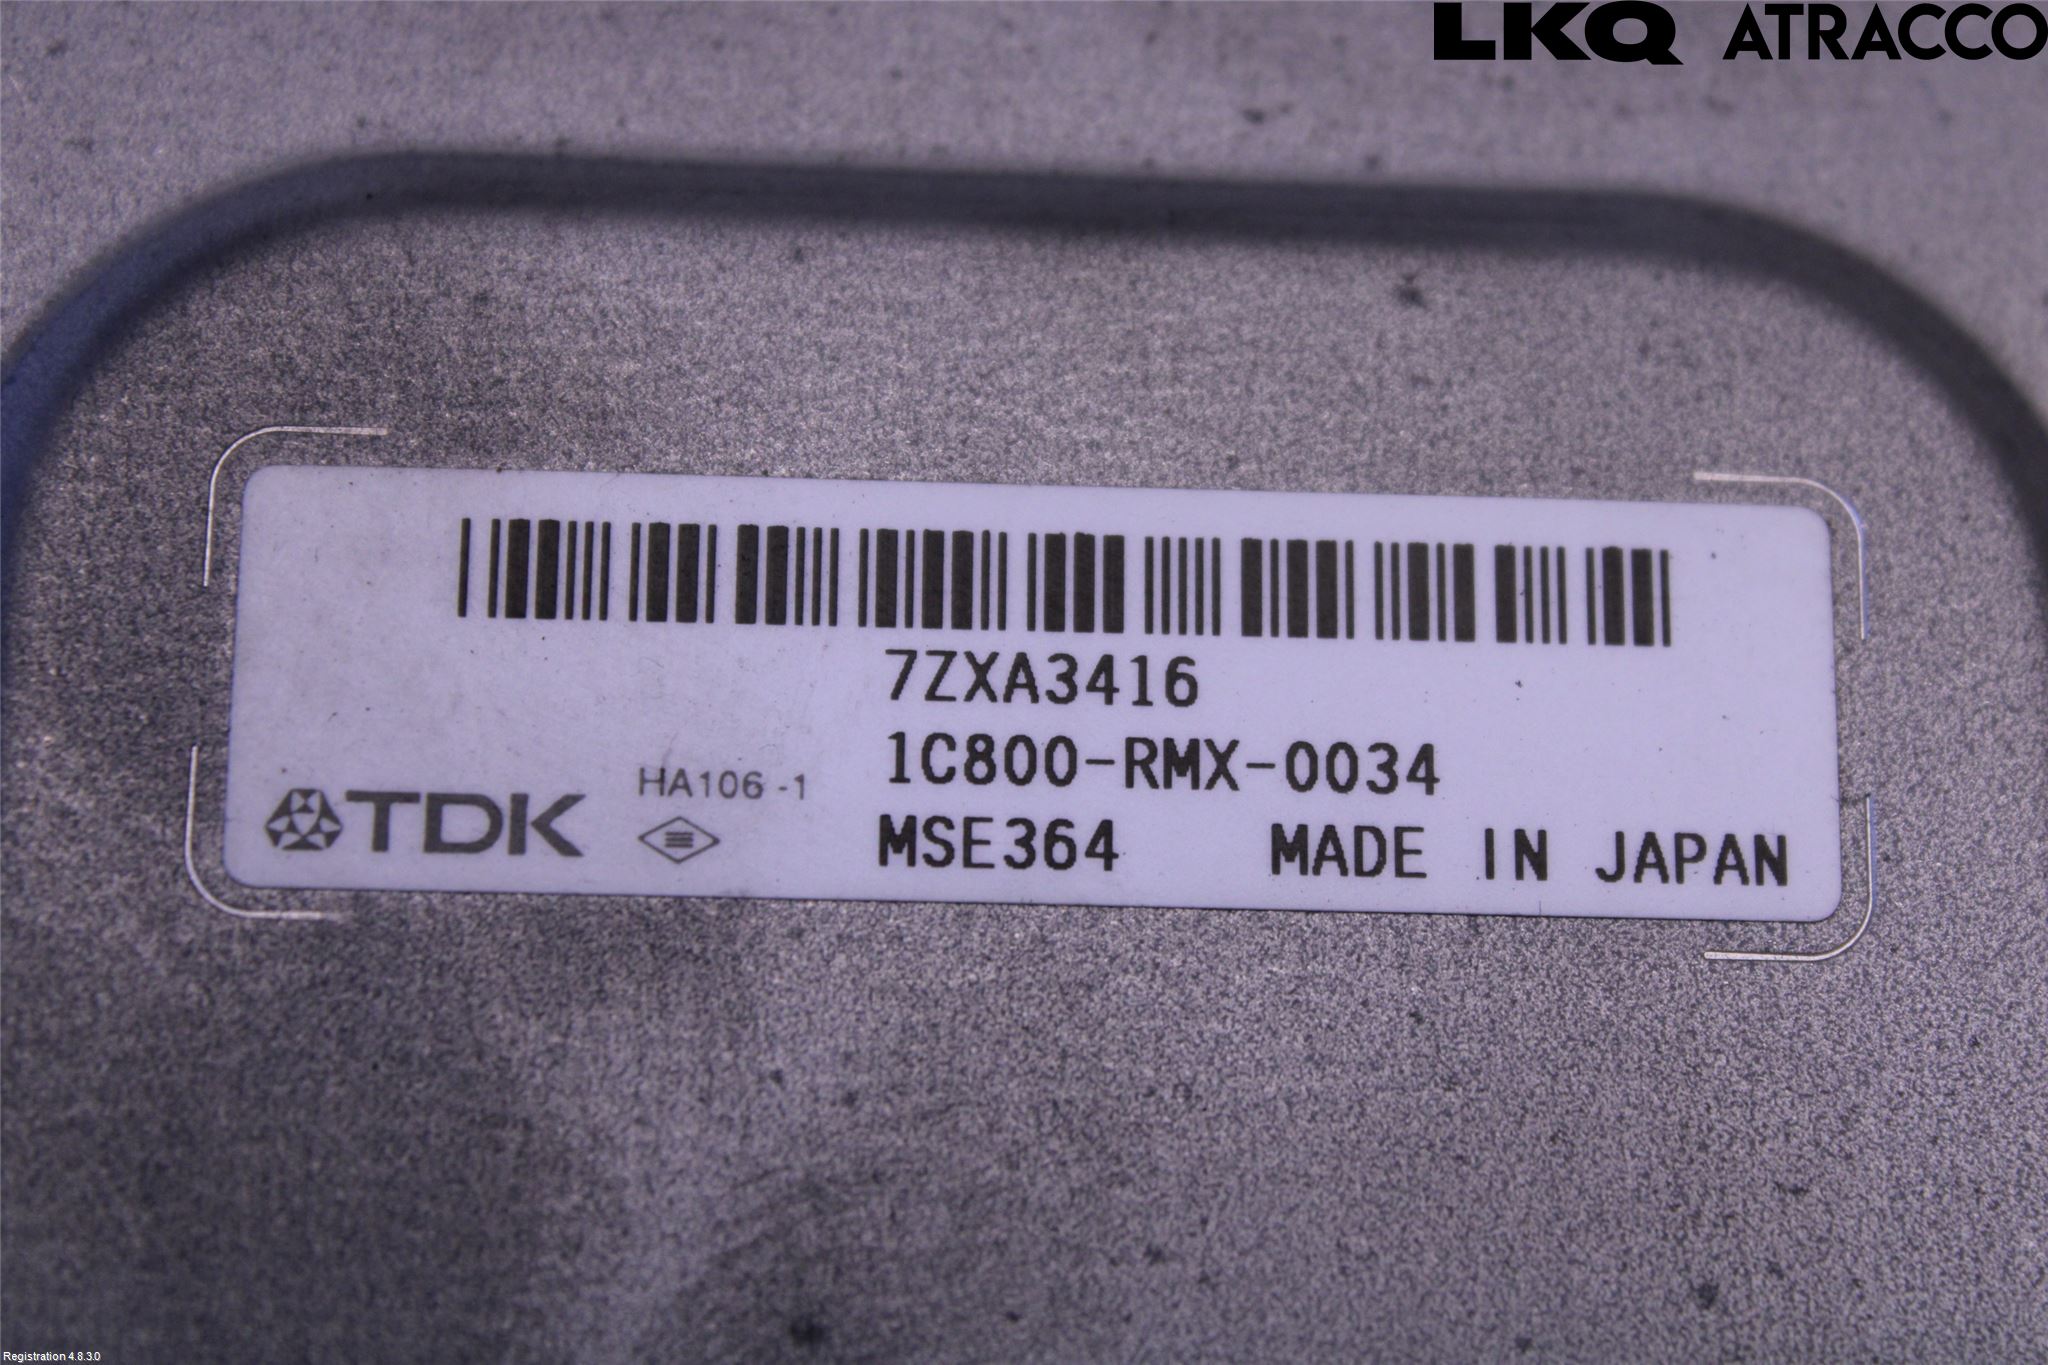 LKQ ATRACCO
7ZXA3416
1C800-RMX-0034
HA106-1
TDK
MSE364 MADE IN JAPAN
Registration 4.8.3.0